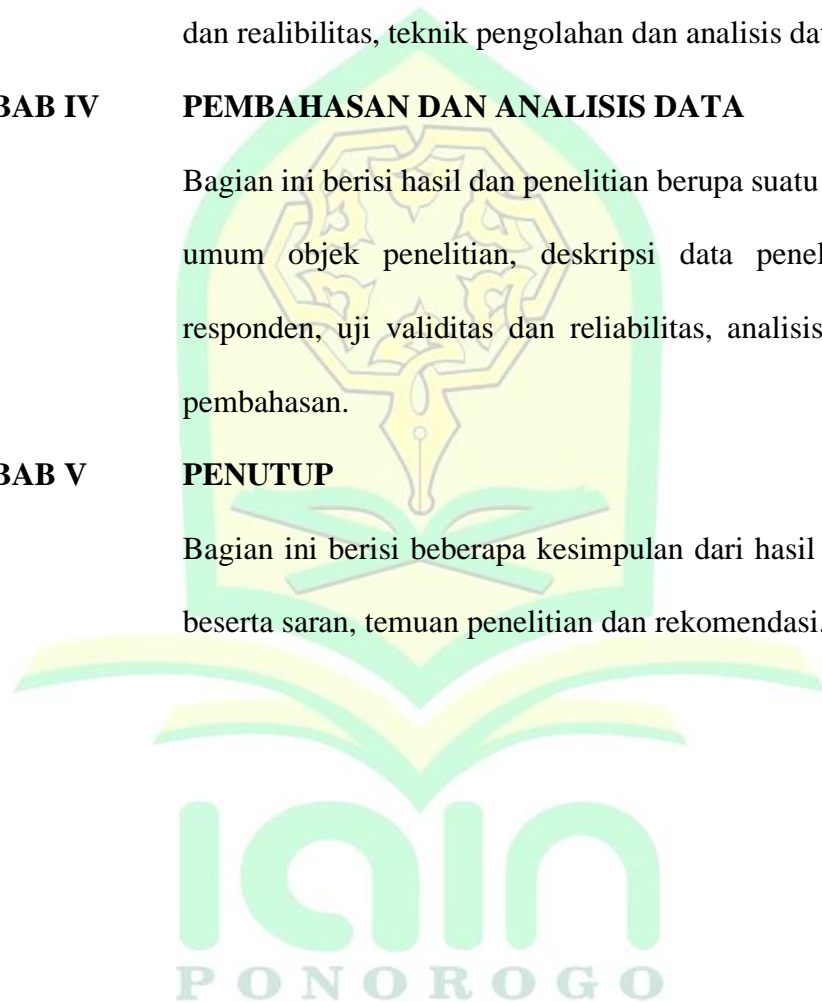 dan realibilitas, teknik pengolahan dan analisis da
BAB IV PEMBAHASAN DAN ANALISIS DATA
Bagian ini berisi hasil dan penelitian berupa suatu
umum objek penelitian, deskripsi data penel
responden, uji validitas dan reliabilitas, analisis
pembahasan.
BAB V PENUTUP
Bagian ini berisi beberapa kesimpulan dari hasil
beserta saran, temuan penelitian dan rekomendasi.
iain
PONOROGO